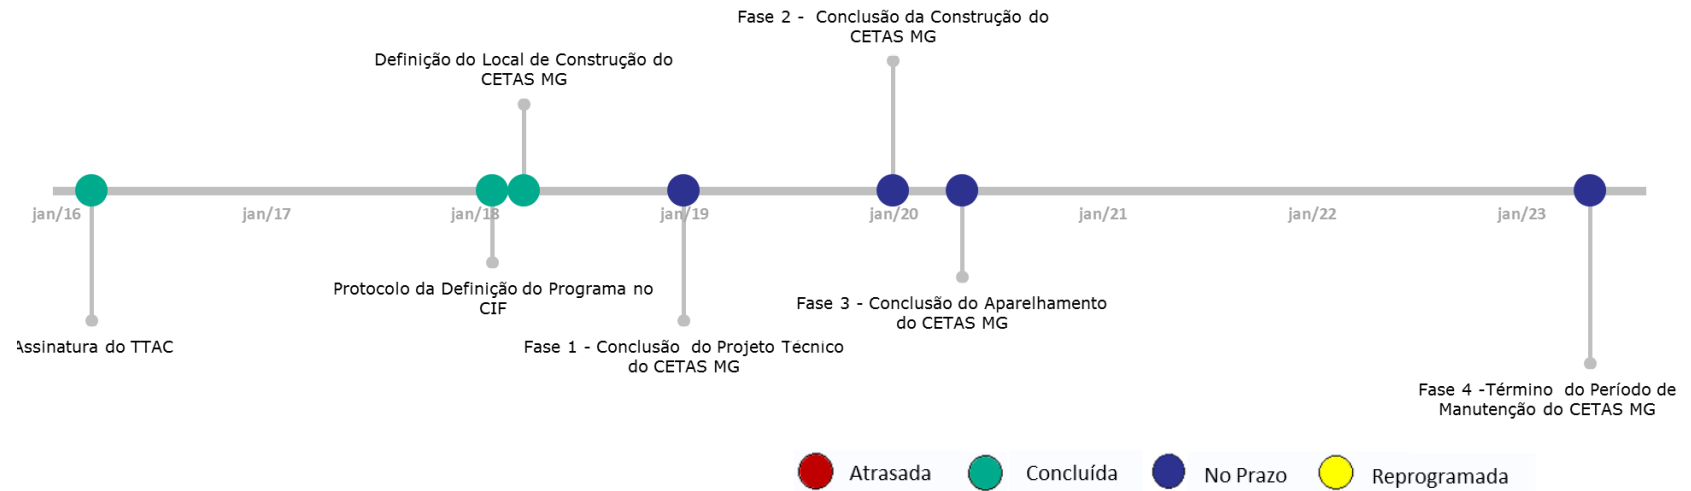 Fase 2 - Conclusão da Construção do
CETAS MG
Definição do Local de Construção do
CETAS MG
jan/16
jan/17
jan/18
jan/19
jan/20
jan/21
jan/22
jan/23
Protocolo da Definição do Programa no
CIF
Fase 3 - Conclusão do Aparelhamento
do CETAS MG
Assinatura do TTAC
Fase 1 - Conclusão do Projeto Técnico
do CETAS MG
Fase 4 -Término do Período de
Manutenção do CETAS MG
Atrasada
Concluída
No Prazo
Reprogramada